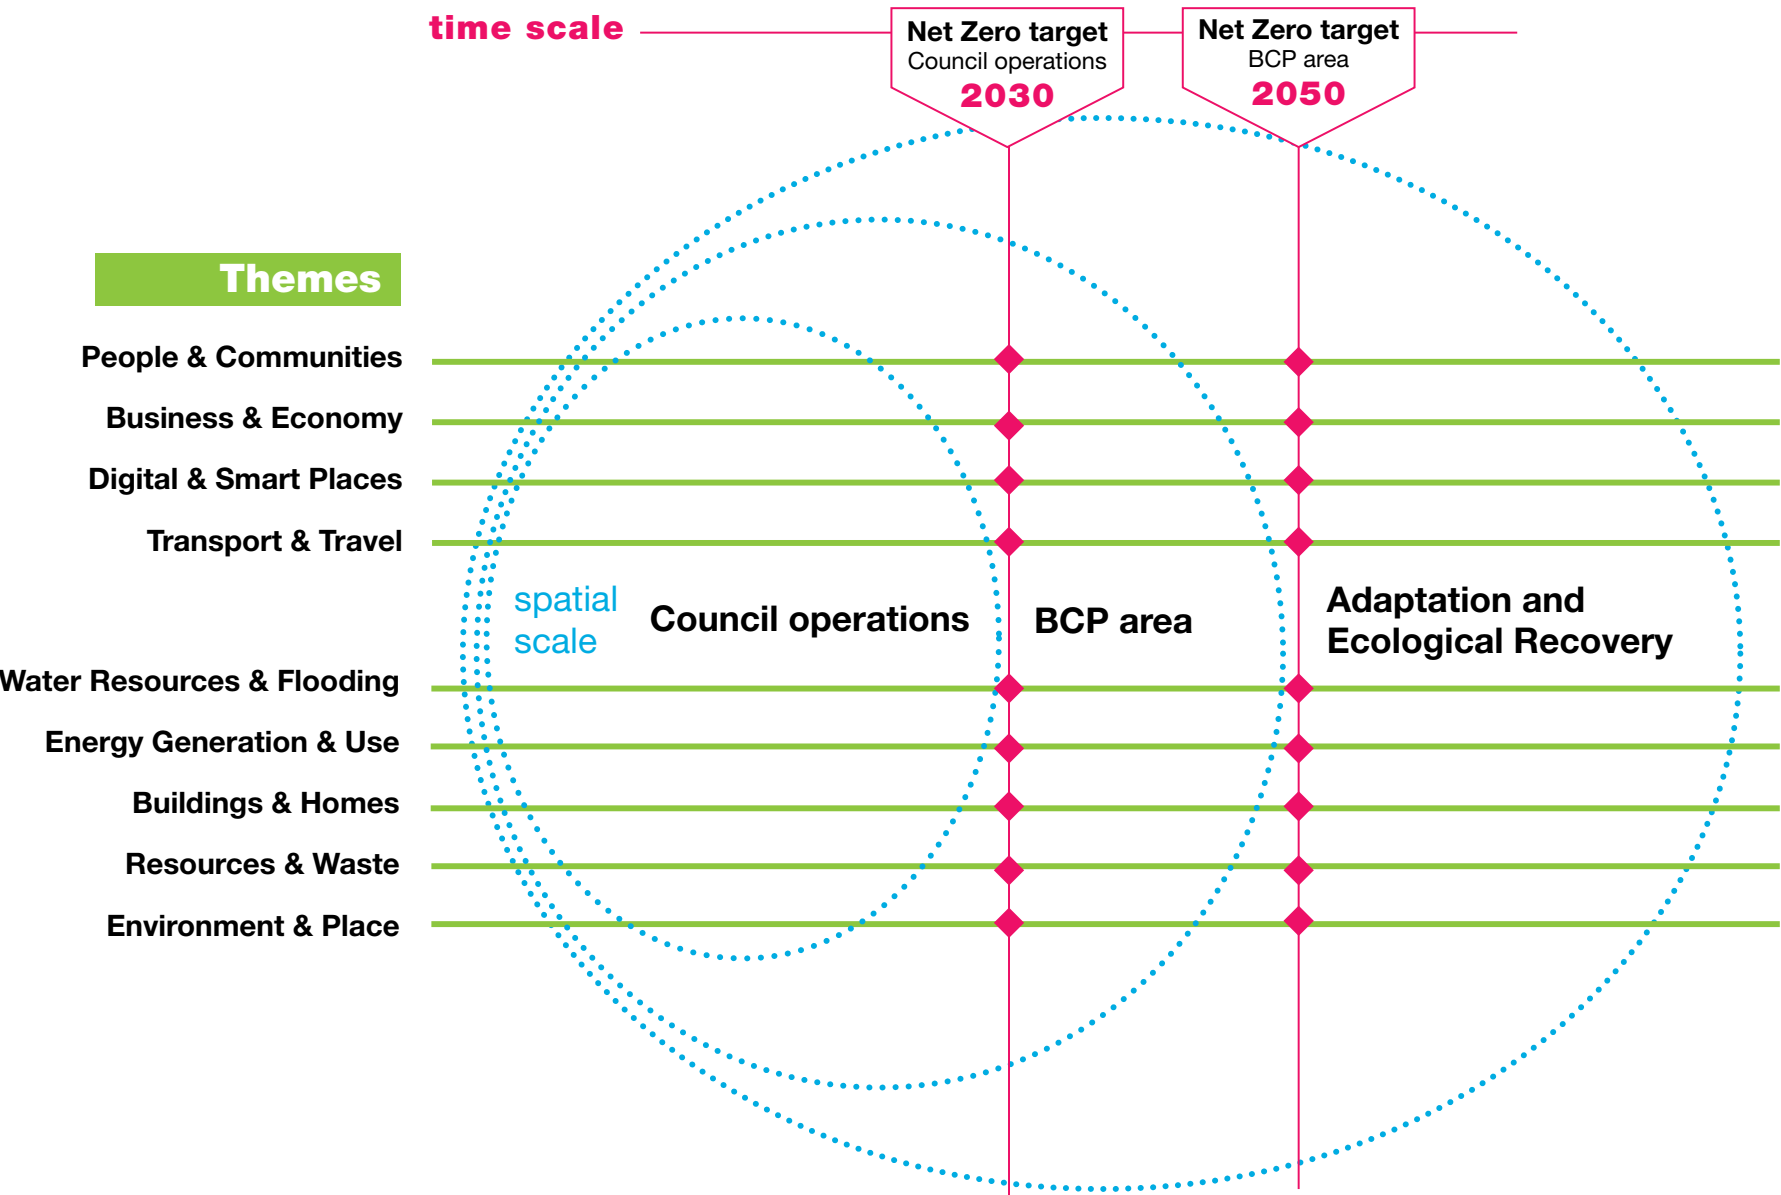 time scale
Net Zero target
Council operations
2030
Net Zero target
BCP area
2050
Themes
People & Communities
Business & Economy
Digital & Smart Places
Transport & Travel
spatial
scale
Council operations
BCP area
Adaptation and
Ecological Recovery
Water Resources & Flooding
Energy Generation & Use
Buildings & Homes
Resources & Waste
Environment & Place